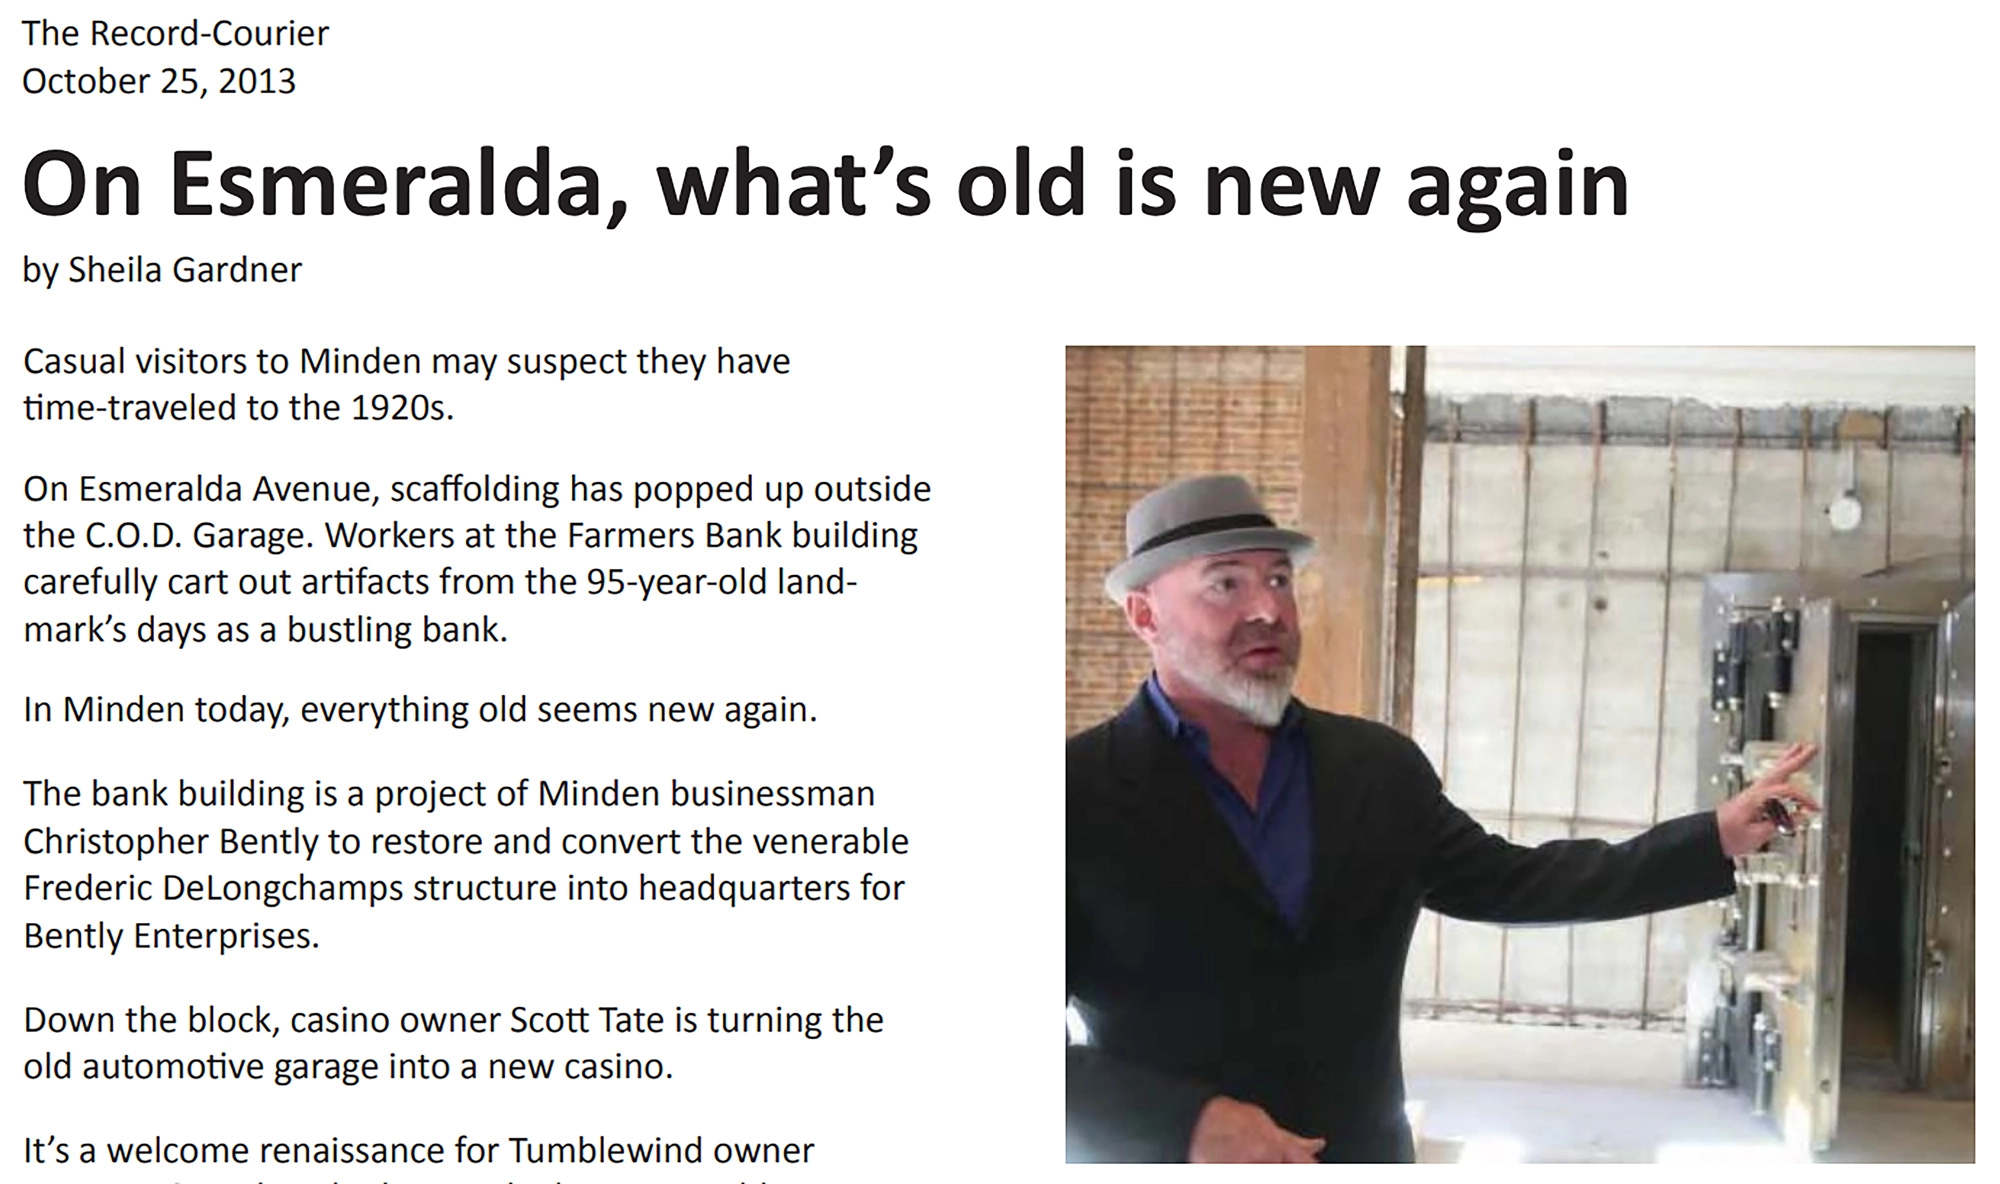 The Record-Courier
October 25, 2013
On Esmeralda, what’s old is new again
by Sheila Gardner
Casual visitors to Minden may suspect they have
time-traveled to the 1920s.
On Esmeralda Avenue, scaffolding has popped up outside
the C.O.D. Garage. Workers at the Farmers Bank building
carefully cart out artifacts from the 95-year-old land-
mark’s days as a bustling bank.
In Minden today, everything old seems new again.
The bank building is a project of Minden businessman
Christopher Bently to restore and convert the venerable
Frederic DeLongchamps structure into headquarters for
Bently Enterprises.
Down the block, casino owner Scott Tate is turning the
old automotive garage into a new casino.
It’s a welcome renaissance for Tumblewind owner